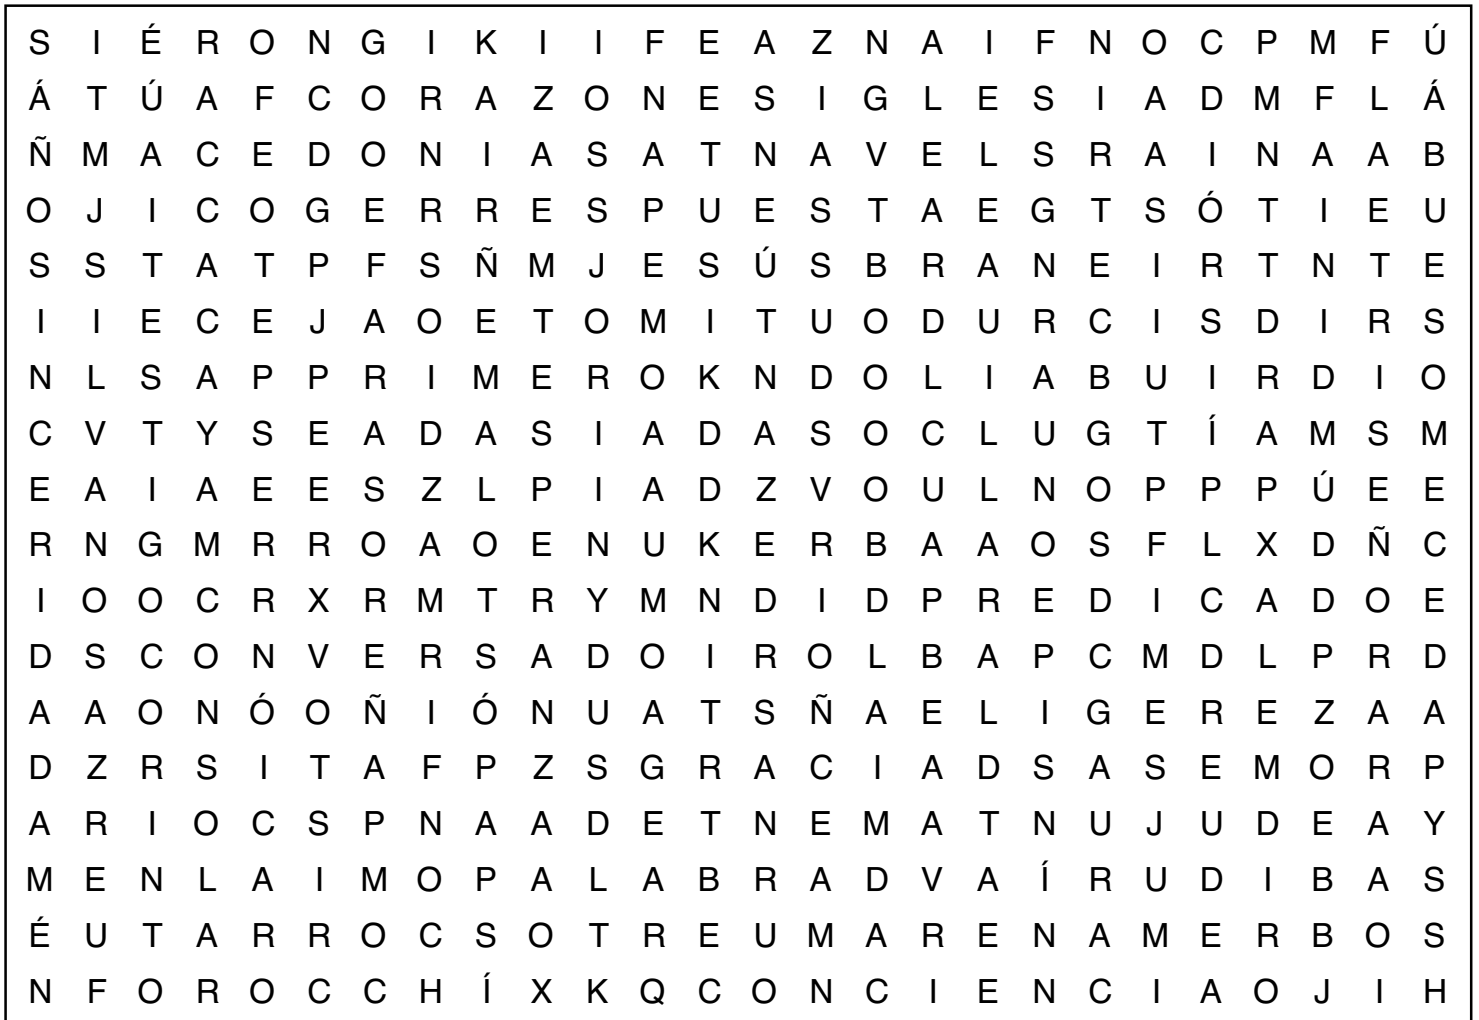 S I É R O N G I K I I F E A Z N A I F N O C P M F Ú
Á T Ú A F C O R A Z O N E S I G L E S I A D M F L Á
Ñ M A C E D O N I A S A T N A V E L S R A I N A A B
O J I C O G E R R E S P U E S T A E G T S Ó T I E U
S S T A T P F S Ñ M J E S Ú S B R A N E I R T N T E
I I E C E J A O E T O M I T U O D U R C I S D I R S
N L S A P P R I M E R O K N D O L I A B U I R D I O
C V T Y S E A D A S I A D A S O C L U G T Í A M S M
E A I A E E S Z L P I A D Z V O U L N O P P P Ú E E
R N G M R R O A O E N U K E R B A A O S F L X D Ñ C
I O O C R X R M T R Y M N D I D P R E D I C A D O E
D S C O N V E R S A D O I R O L B A P C M D L P R D
A A O N Ó O Ñ I Ó N U A T S Ñ A E L I G E R E Z A A
D Z R S I T A F P Z S G R A C I A D S A S E M O R P
A R I O C S P N A A D E T N E M A T N U J U D E A Y
M E N L A I M O P A L A B R A D V A Í R U D I B A S
É U T A R R O C S O T R E U M A R E N A M E R B O S
N F O R O C C H Í X K Q C O N C I E N C I A O J I H